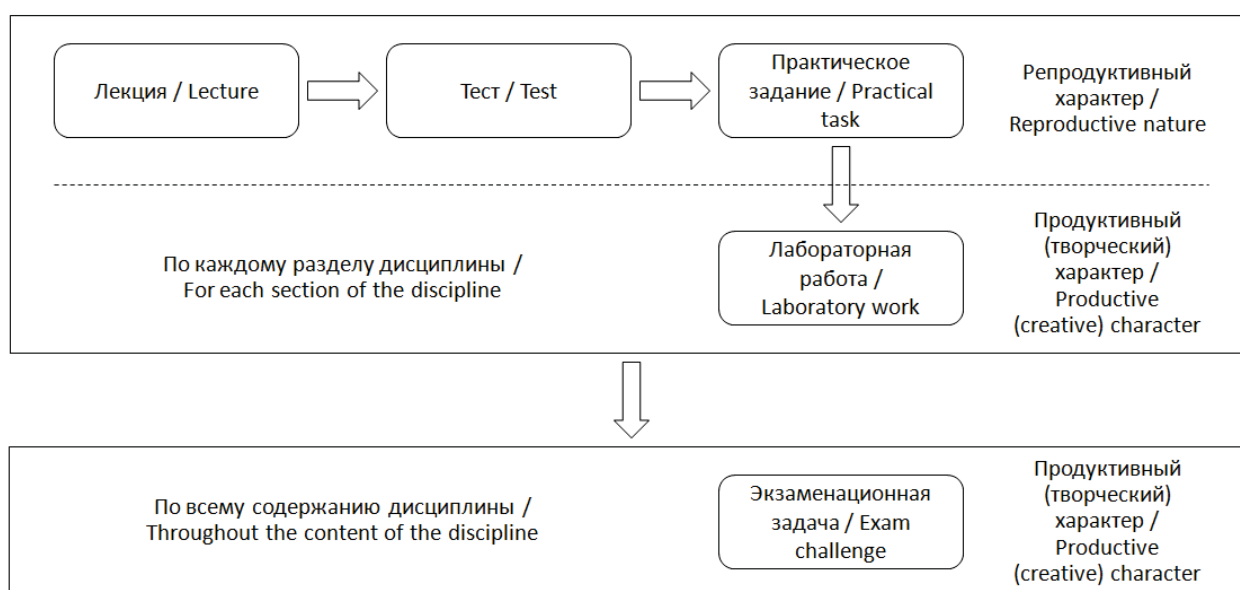 Лекция / Lecture
Тест / Test
Практическое
задание / Practical
task
Репродуктивный
характер /
Reproductive nature
По каждому разделу дисциплины /
For each section of the discipline
Лабораторная
работа /
Laboratory work
Продуктивный
(творческий)
характер /
Productive
(creative) character
По всему содержанию дисциплины /
Throughout the content of the discipline
Экзаменационная
задача / Exam
challenge
Продуктивный
(творческий)
характер /
Productive
(creative) character